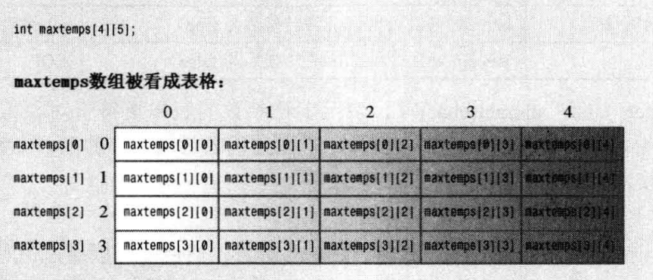 int maxtemps[4][5];
maxtemps数组被看成表格：
0 1 2 3 4
maxtemps[0] 0 maxtemps[0][0] maxtemps[0][1] maxtemps[0][2] maxtemps[0][3] maxtemps[0][4]
maxtemps[1] 1 maxtemps[1][0] maxtemps[1][1] maxtemps[1][2] maxtemps[1][3] maxtemps[1][4]
maxtemps[2] 2 maxtemps[2][0] maxtemps[2][1] maxtemps[2][2] maxtemps[2][3] maxtemps[2][4]
maxtemps[3] 3 maxtemps[3][0] maxtemps[3][1] maxtemps[3][2] maxtemps[3][3] maxtemps[3][4]